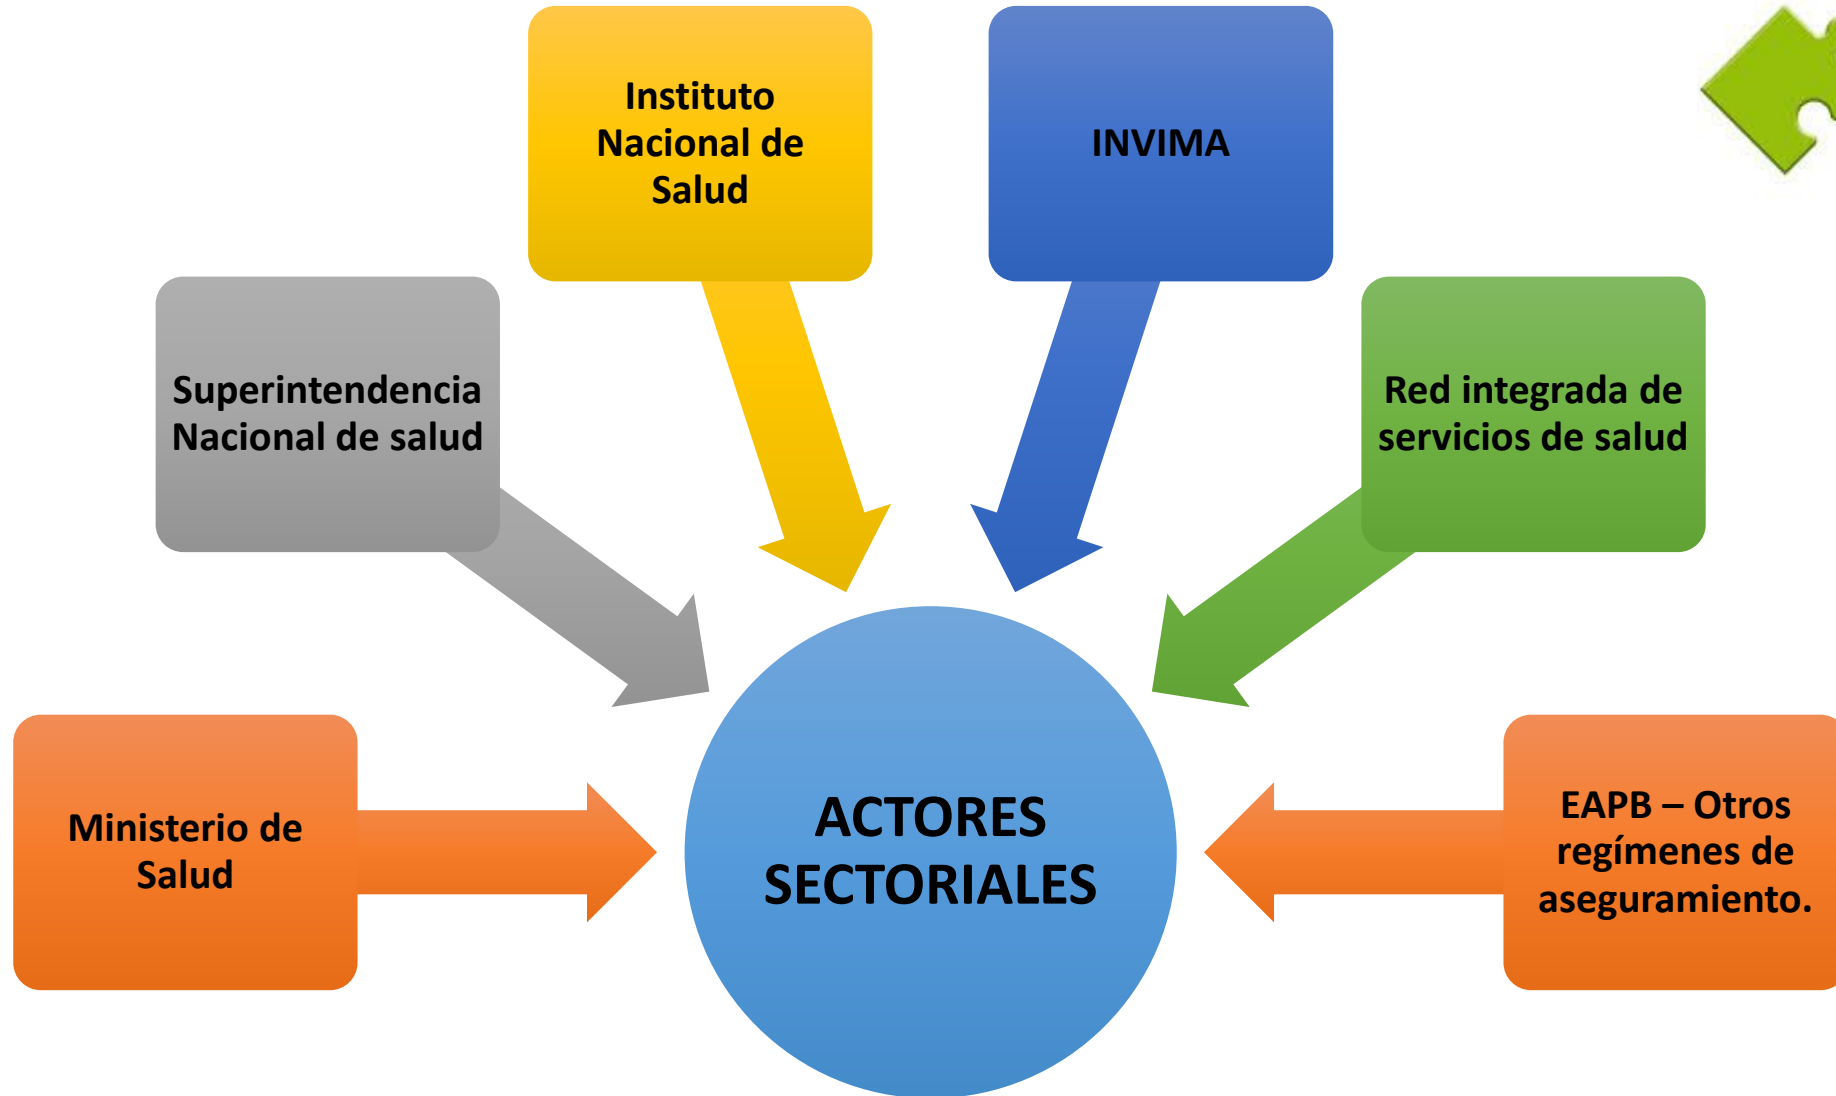 Instituto
Nacional de
Salud
INVIMA
Superintendencia
Nacional de salud
Red integrada de
servicios de salud
Ministerio de
Salud
ACTORES
SECTORIALES
EAPB – Otros
regímenes de
aseguramiento.